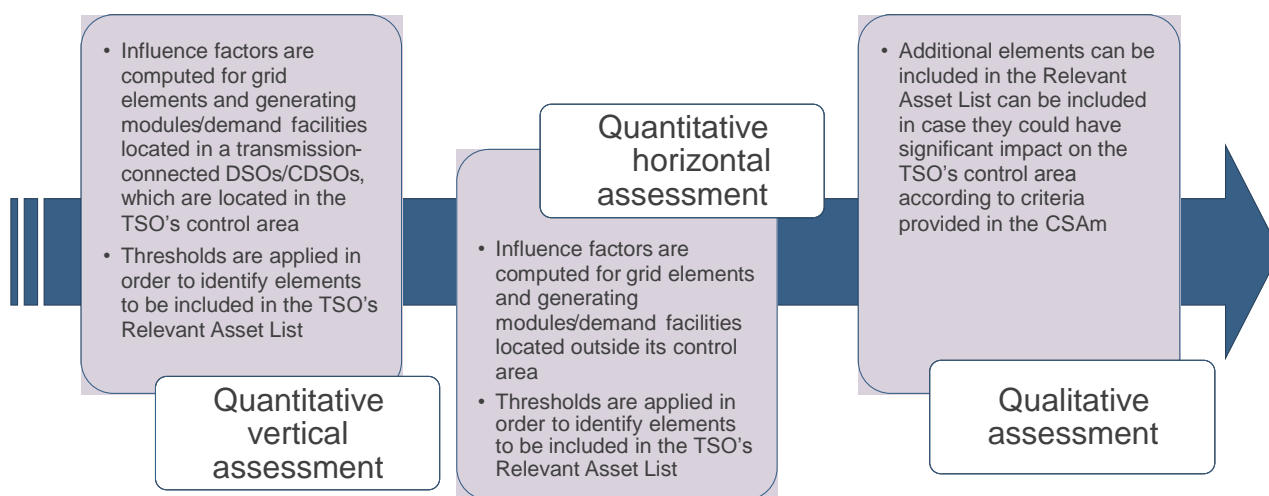 • Influence factors are
computed for grid
elements and generating
modules/demand facilities
located in a transmission-
connected DSOs/CDSOs,
which are located in the
TSO's control area
• Thresholds are applied in
order to identify elements
to be included in the TSO's
Relevant Asset List
Quantitative
vertical
assessment
Quantitative
horizontal
assessment
• Influence factors are
computed for grid elements
and generating
modules/demand facilities
located outside its control
area
• Thresholds are applied in
order to identify elements
to be included in the TSO's
Relevant Asset List
• Additional elements can be
included in the Relevant
Asset List can be included
in case they could have
significant impact on the
TSO's control area
according to criteria
provided in the CSAm
Qualitative
assessment